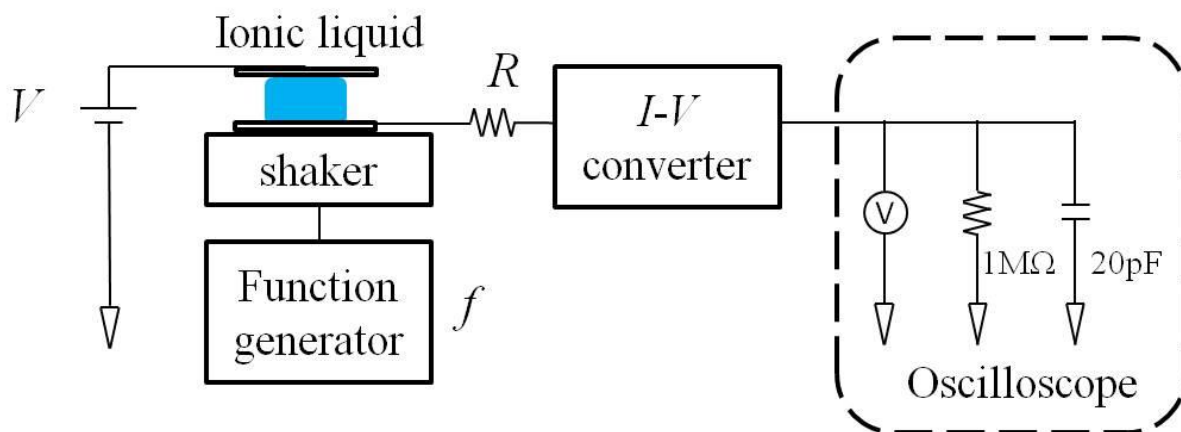 Ionic liquid
V
R
I-V
converter
shaker
V
1MΩ
20pF
Function
generator
f
Oscilloscope